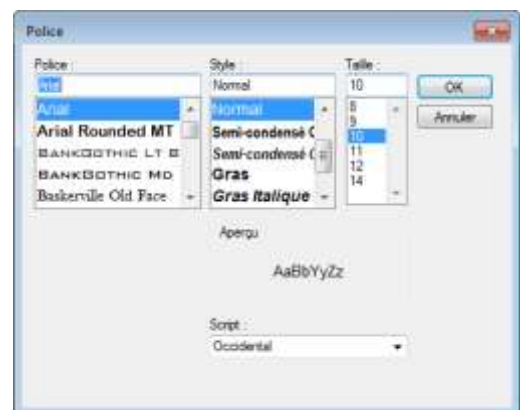 Police
Police :
Style :
Taille :
Arial
Normal
10
OK
Annuler
Arial
Arial Rounded MT
BANKGOTHIC LT B
BANKGOTHIC MD
Baskerville Old Face
Normal
Semi-condensé G
Semi-condensé (
Gras
Gras Italique
8
9
10
11
12
14
Aperçu
AaBbYyZz
Script :
Occidental